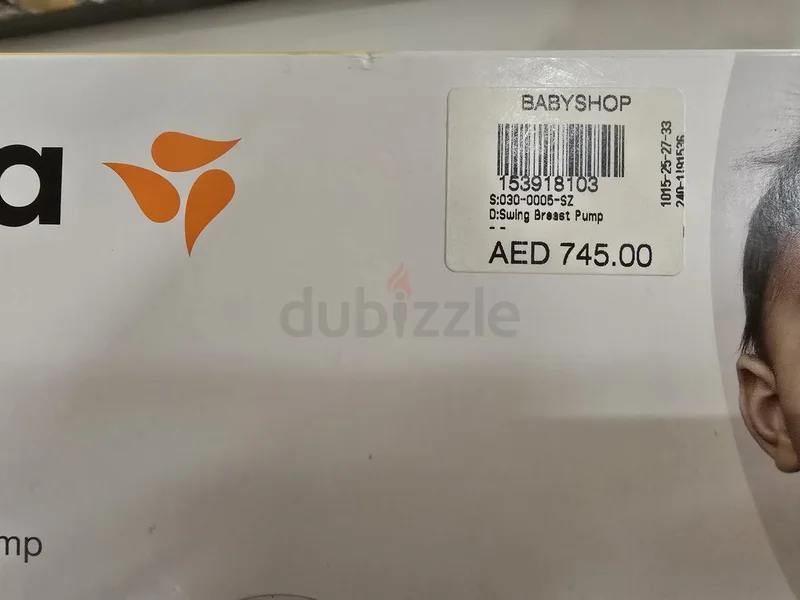 a
BABYSHOP
153918103
S:030-0005-SZ
D:Swing Breast Pump
- -
AED 745.00
1015-25-27-33
dubizzle
mp